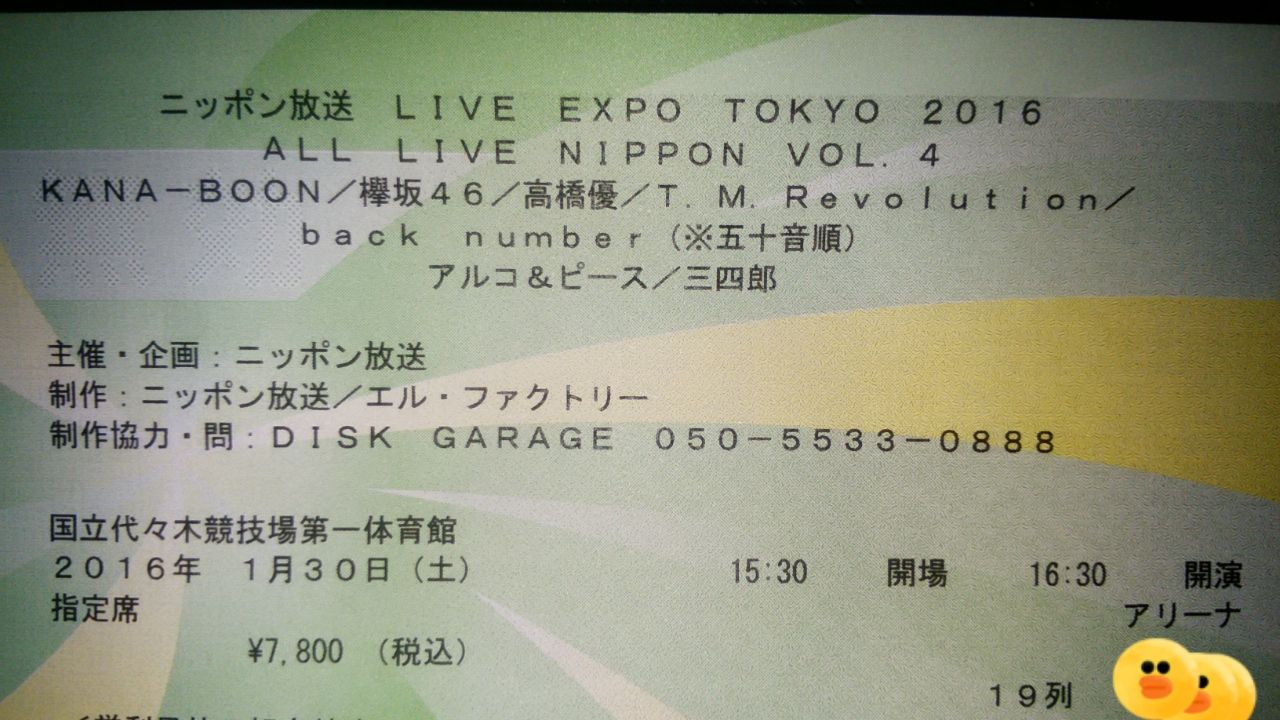 ニッポン放送　ＬＩＶＥ　ＥＸＰＯ　ＴＯＫＹＯ　２０１６
ＡＬＬ　ＬＩＶＥ　ＮＩＰＰＯＮ　ＶＯＬ．４
ＫＡＮＡ－ＢＯＯＮ／欅坂４６／高橋優／Ｔ．Ｍ．Ｒｅｖｏｌｕｔｉｏｎ／
ｂａｃｋ　ｎｕｍｂｅｒ（※五十音順）
アルコ＆ピース／三四郎
主催・企画：ニッポン放送
制作：ニッポン放送／エル・ファクトリー
制作協力・問：ＤＩＳＫ　ＧＡＲＡＧＥ　０５０－５５３３－０８８８
国立代々木競技場第一体育館
２０１６年　１月３０日（土）　15:30　開場　16:30　開演
指定席　アリーナ
¥7,800　（税込）
１９列